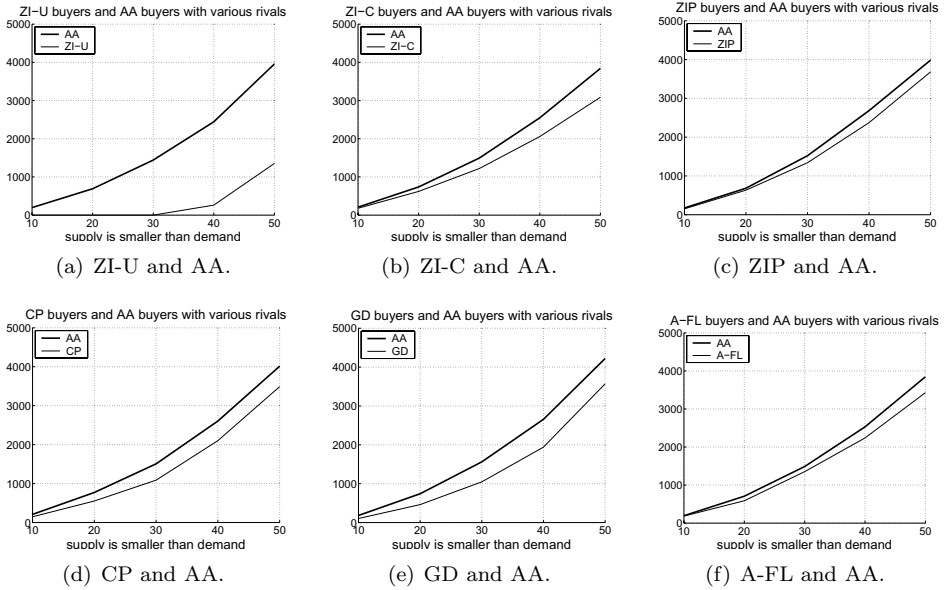 ZI-U buyers and AA buyers with various rivals
5000
4000
3000
2000
1000
0
AA
ZI-U
10 20 30 40 50
supply is smaller than demand
(a) ZI-U and AA.
ZI-C buyers and AA buyers with various rivals
5000
4000
3000
2000
1000
0
AA
ZI-C
10 20 30 40 50
supply is smaller than demand
(b) ZI-C and AA.
ZIP buyers and AA buyers with various rivals
5000
4000
3000
2000
1000
0
AA
ZIP
10 20 30 40 50
supply is smaller than demand
(c) ZIP and AA.
CP buyers and AA buyers with various rivals
5000
4000
3000
2000
1000
0
AA
CP
10 20 30 40 50
supply is smaller than demand
(d) CP and AA.
GD buyers and AA buyers with various rivals
5000
4000
3000
2000
1000
0
AA
GD
10 20 30 40 50
supply is smaller than demand
(e) GD and AA.
A-FL buyers and AA buyers with various rivals
5000
4000
3000
2000
1000
0
AA
A-FL
10 20 30 40 50
supply is smaller than demand
(f) A-FL and AA.